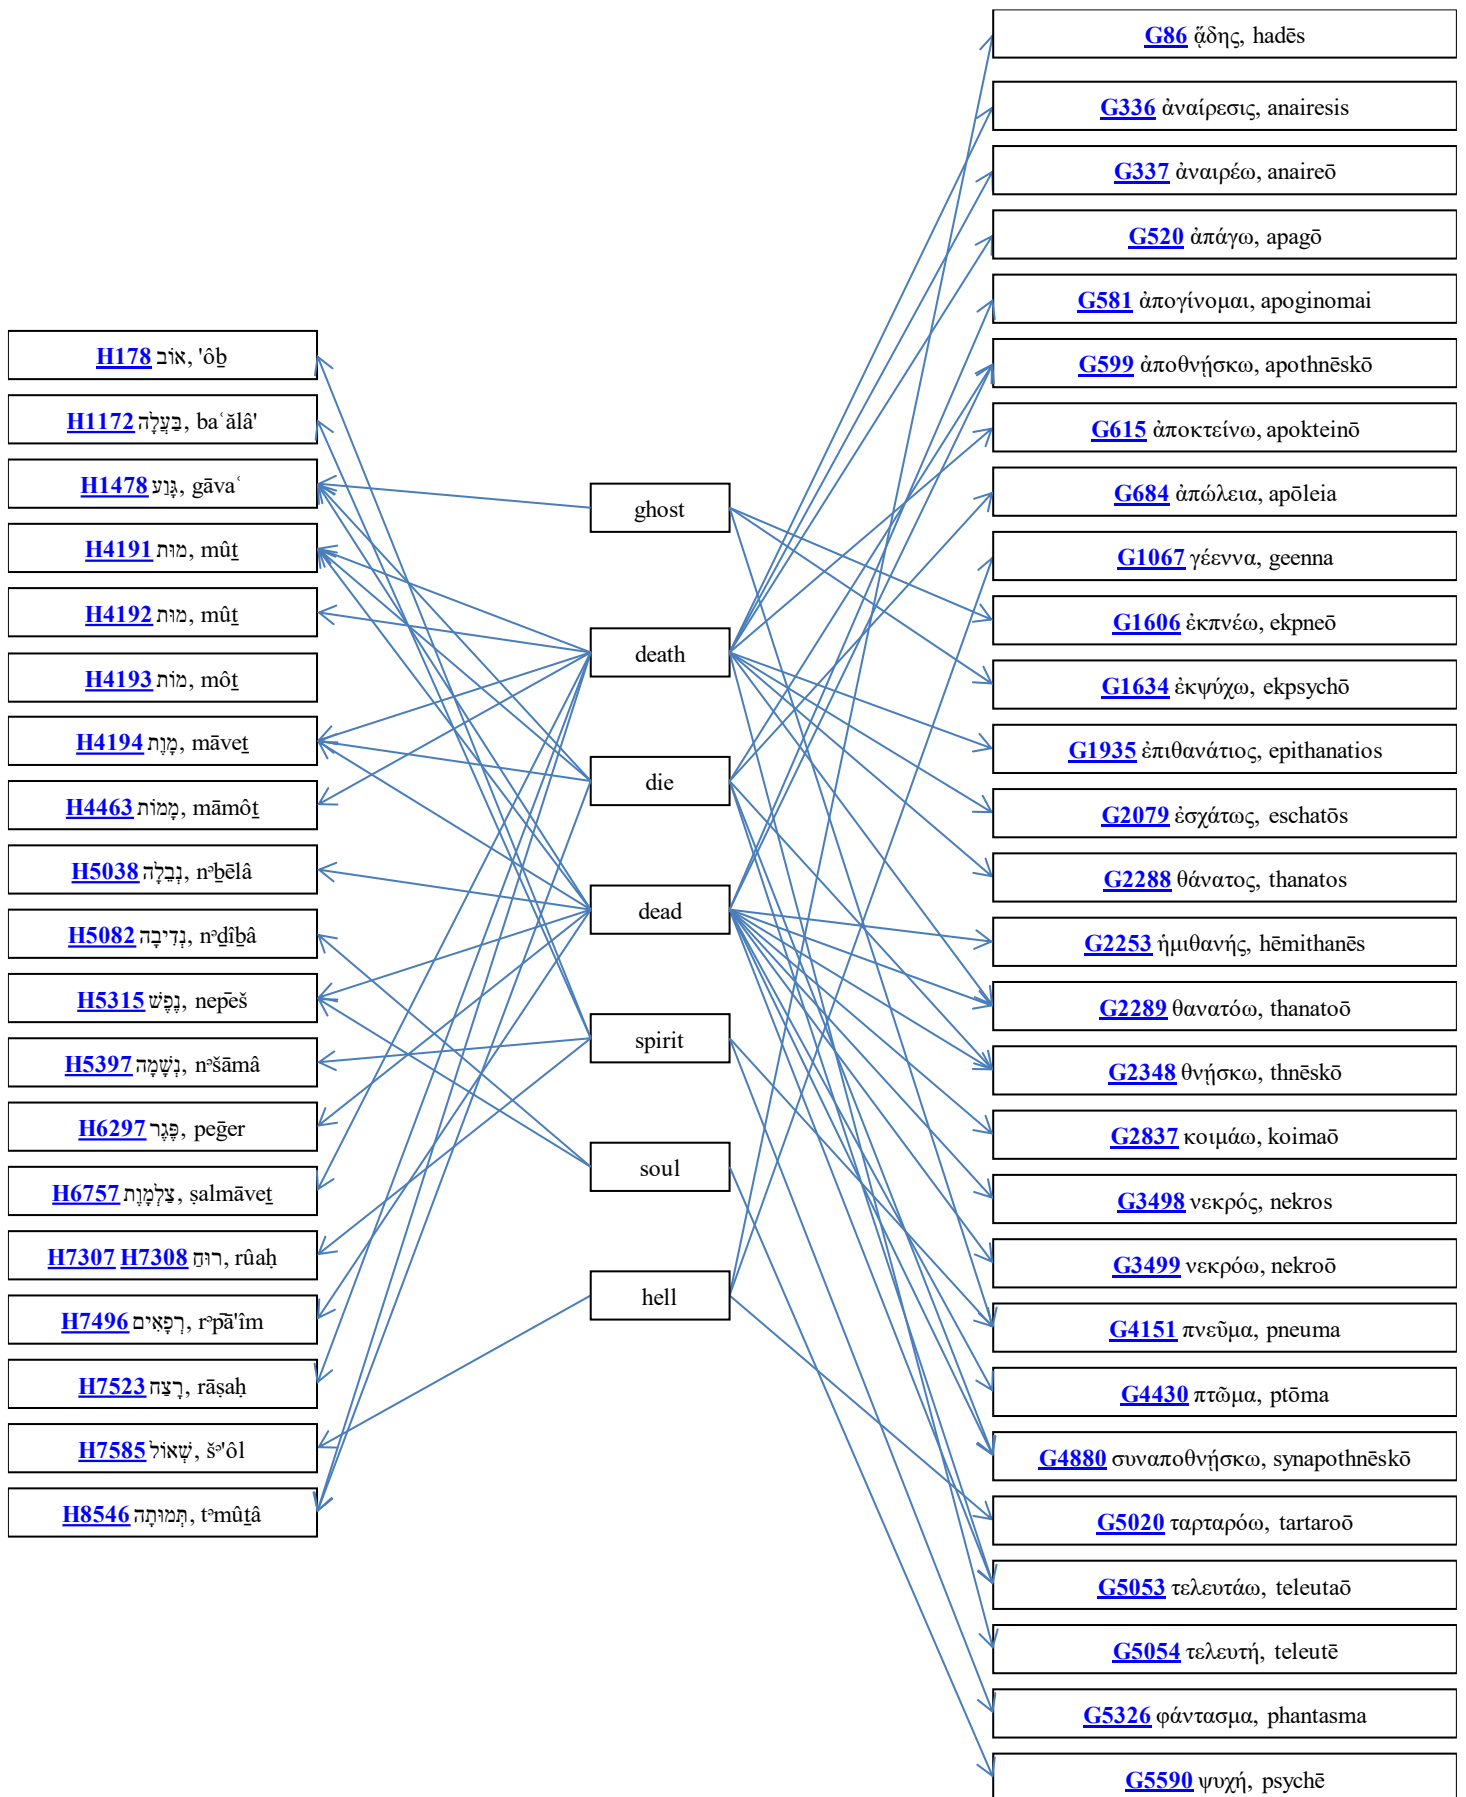 H178 אוֹב, 'ôḇ
H1172 בַּעֲלָה, baʿălâ'
H1478 גָּוַע, gāvaʿ
H4191 מוּת, mûṯ
H4192 מוּת, mûṯ
H4193 מוֹת, môṯ
H4194 מָוֶת, māveṯ
H4463 מָמוֹת, māmôṯ
H5038 נְבֵלָה, nᵊḇēlâ
H5082 נְדִיבָה, nᵊḏîḇâ
H5315 נֶפֶשׁ, nep̄eš
H5397 נְשָׁמָה, nᵊšāmâ
H6297 פֶּגֶר, peḡer
H6757 צַלְמָוֶת, ṣalmāveṯ
H7307 H7308 רוּחַ, rûaḥ
H7496 רְפָאִים, rᵊp̄ā'îm
H7523 רָצַח, rāṣaḥ
H7585 שְׁאוֹל, šᵊ'ôl
H8546 תְּמוּתָה, tᵊmûṯâ
ghost
death
die
dead
spirit
soul
hell
G86 ᾅδης, hadēs
G336 ἀναίρεσις, anairesis
G337 ἀναιρέω, anaireō
G520 ἀπάγω, apagō
G581 ἀπογίνομαι, apoginomai
G599 ἀποθνῄσκω, apothnēskō
G615 ἀποκτείνω, apokteinō
G684 ἀπώλεια, apōleia
G1067 γέεννα, geenna
G1606 ἐκπνέω, ekpneō
G1634 ἐκψύχω, ekpsychō
G1935 ἐπιθανάτιος, epithanatios
G2079 ἐσχάτως, eschatōs
G2288 θάνατος, thanatos
G2253 ἡμιθανής, hēmithanēs
G2289 θανατόω, thanatoō
G2348 θνῄσκω, thnēskō
G2837 κοιμάω, koimaō
G3498 νεκρός, nekros
G3499 νεκρόω, nekroō
G4151 πνεῦμα, pneuma
G4430 πτῶμα, ptōma
G4880 συναποθνῄσκω, synapothnēskō
G5020 ταρταρόω, tartaroō
G5053 τελευτάω, teleutaō
G5054 τελευτή, teleutē
G5326 φάντασμα, phantasma
G5590 ψυχή, psychē